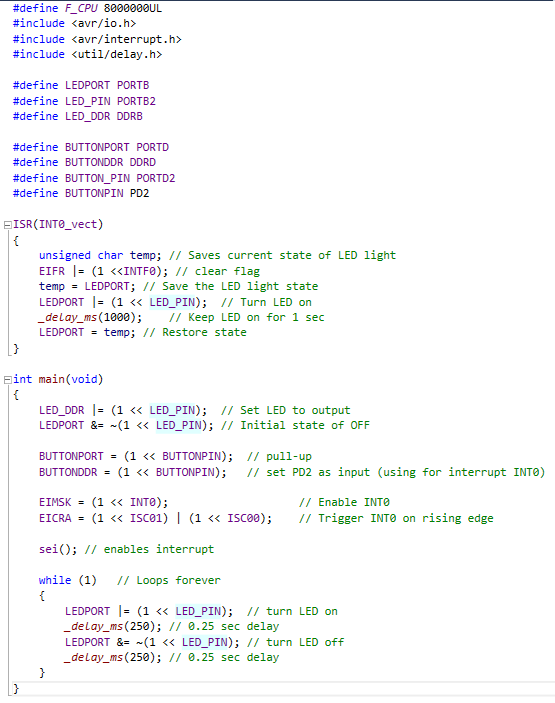 #define F_CPU 8000000UL
#include <avr/io.h>
#include <avr/interrupt.h>
#include <util/delay.h>

#define LEDPORT PORTB
#define LED_PIN PORTB2
#define LED_DDR DDRB

#define BUTTONPORT PORTD
#define BUTTONDDR DDRD
#define BUTTON_PIN PORTD2
#define BUTTONPIN PD2

ISR(INT0_vect)
{
    unsigned char temp; // Saves current state of LED light
    EIFR |= (1 <<INTF0); // clear flag
    temp = LEDPORT; // Save the LED light state
    LEDPORT |= (1 << LED_PIN);  // Turn LED on
    _delay_ms(1000);    // Keep LED on for 1 sec
    LEDPORT = temp; // Restore state
}

int main(void)
{
    LED_DDR |= (1 << LED_PIN);  // Set LED to output
    LEDPORT &= ~(1 << LED_PIN); // Initial state of OFF

    BUTTONPORT = (1 << BUTTONPIN);  // pull-up
    BUTTONDDR = (1 << BUTTONPIN);   // set PD2 as input (using for interrupt INT0)

    EIMSK = (1 << INT0);                    // Enable INT0
    EICRA = (1 << ISC01) | (1 << ISC00);    // Trigger INT0 on rising edge

    sei(); // enables interrupt

    while (1)   // Loops forever
    {
        LEDPORT |= (1 << LED_PIN);  // turn LED on
        _delay_ms(250); // 0.25 sec delay
        LEDPORT &= ~(1 << LED_PIN); // turn LED off
        _delay_ms(250); // 0.25 sec delay
    }
}